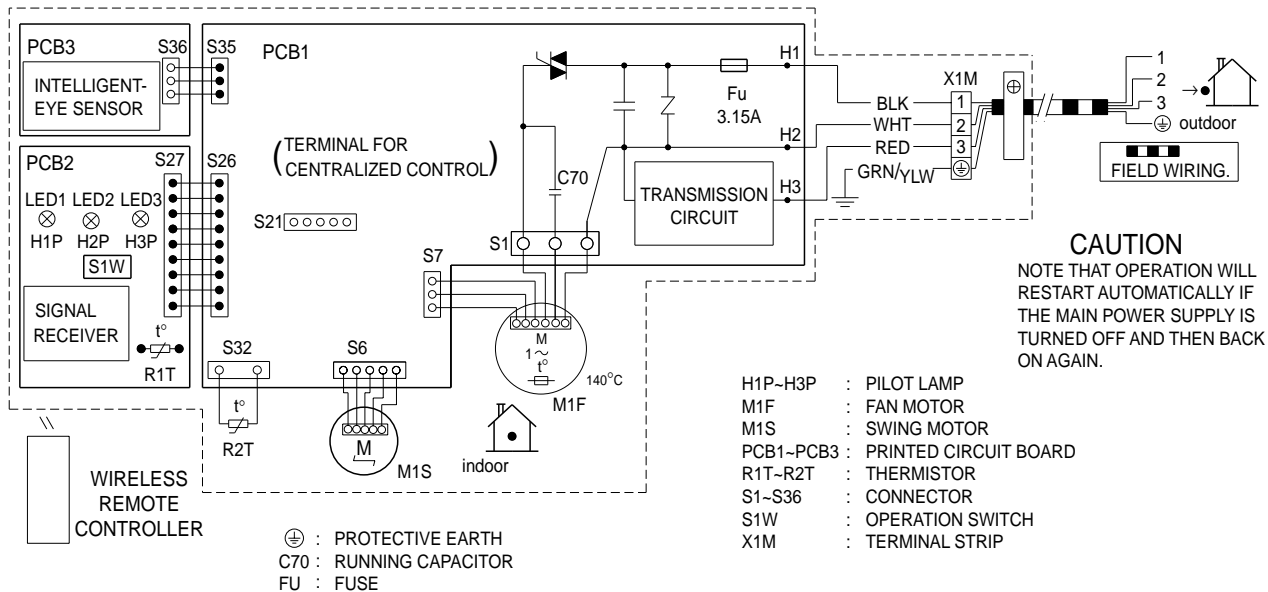 PCB3
S36
S35
INTELLIGENT-
EYE SENSOR
PCB1
H1
Fu
3.15A
H2
H3
X1M
BLK
1
WHT
2
RED
3
GRN/YLW
1
2
3
outdoor
FIELD WIRING.
PCB2
S27
S26
LED1 LED2 LED3
H1P H2P H3P
S1W
SIGNAL
RECEIVER
t°
R1T
(TERMINAL FOR
CENTRALIZED CONTROL)
S21
C70
TRANSMISSION
CIRCUIT
S1
S7
M
1~
t°
140°C
M1F
S32
t°
R2T
S6
M
M1S
indoor
WIRELESS
REMOTE
CONTROLLER
CAUTION
NOTE THAT OPERATION WILL
RESTART AUTOMATICALLY IF
THE MAIN POWER SUPPLY IS
TURNED OFF AND THEN BACK
ON AGAIN.
: PROTECTIVE EARTH
C70 : RUNNING CAPACITOR
FU : FUSE
H1P~H3P : PILOT LAMP
M1F : FAN MOTOR
M1S : SWING MOTOR
PCB1~PCB3 : PRINTED CIRCUIT BOARD
R1T~R2T : THERMISTOR
S1~S36 : CONNECTOR
S1W : OPERATION SWITCH
X1M : TERMINAL STRIP